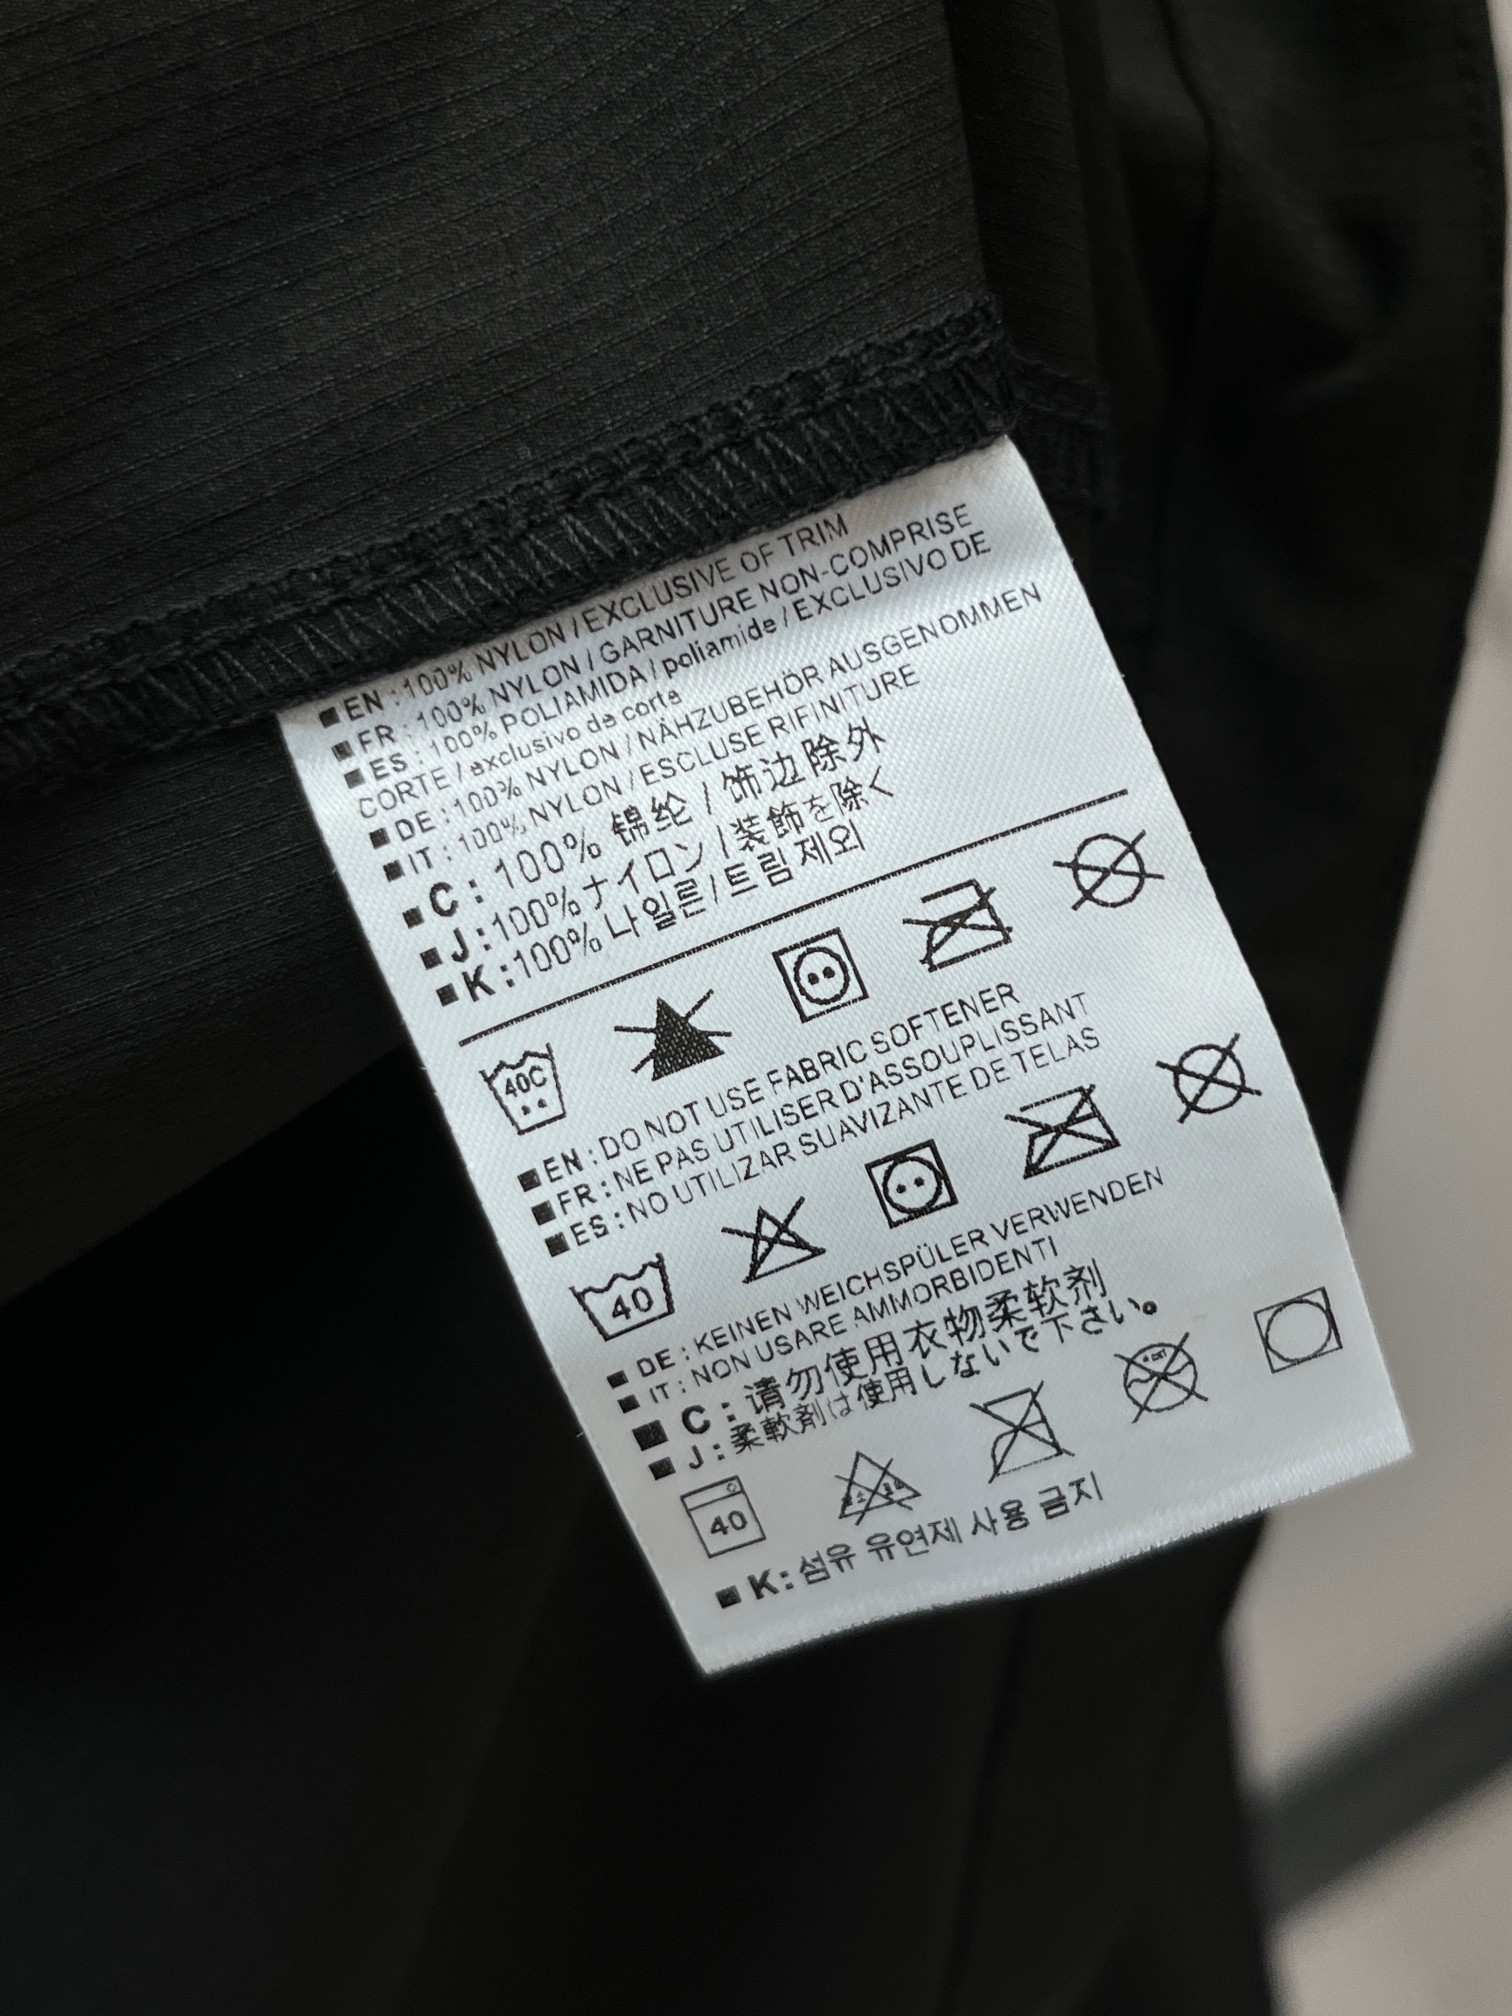 ■EN : 100% NYLON / EXCLUSIVE OF TRIM
■FR : 100% NYLON / GARNITURE NON-COMPRISE
■ES : 100% POLIAMIDA / poliamide / EXCLUSIVO DE
CORTE / exclusivo de corte
■DE : 100% NYLON / NÄHZUBEHÖR AUSGENOMMEN
■IT : 100% NYLON / ESCLUSE RIFINITURE
■C : 100% 锦纶 / 饰边除外
■J : 100% ナイロン / 装飾を除く
■K : 100% 나일론 / 트림 제외
40C
■EN : DO NOT USE FABRIC SOFTENER
■FR : NE PAS UTILISER D'ASSOUPLISSANT
■ES : NO UTILIZAR SUAVIZANTE DE TELAS
40
■ DE : KEINEN WEICHSPÜLER VERWENDEN
■ IT : NON USARE AMMORBIDENTI
■ C : 请勿使用衣物柔软剂
■ J : 柔軟剤は使用しないで下さい。
40
■ K : 섬유 유연제 사용 금지